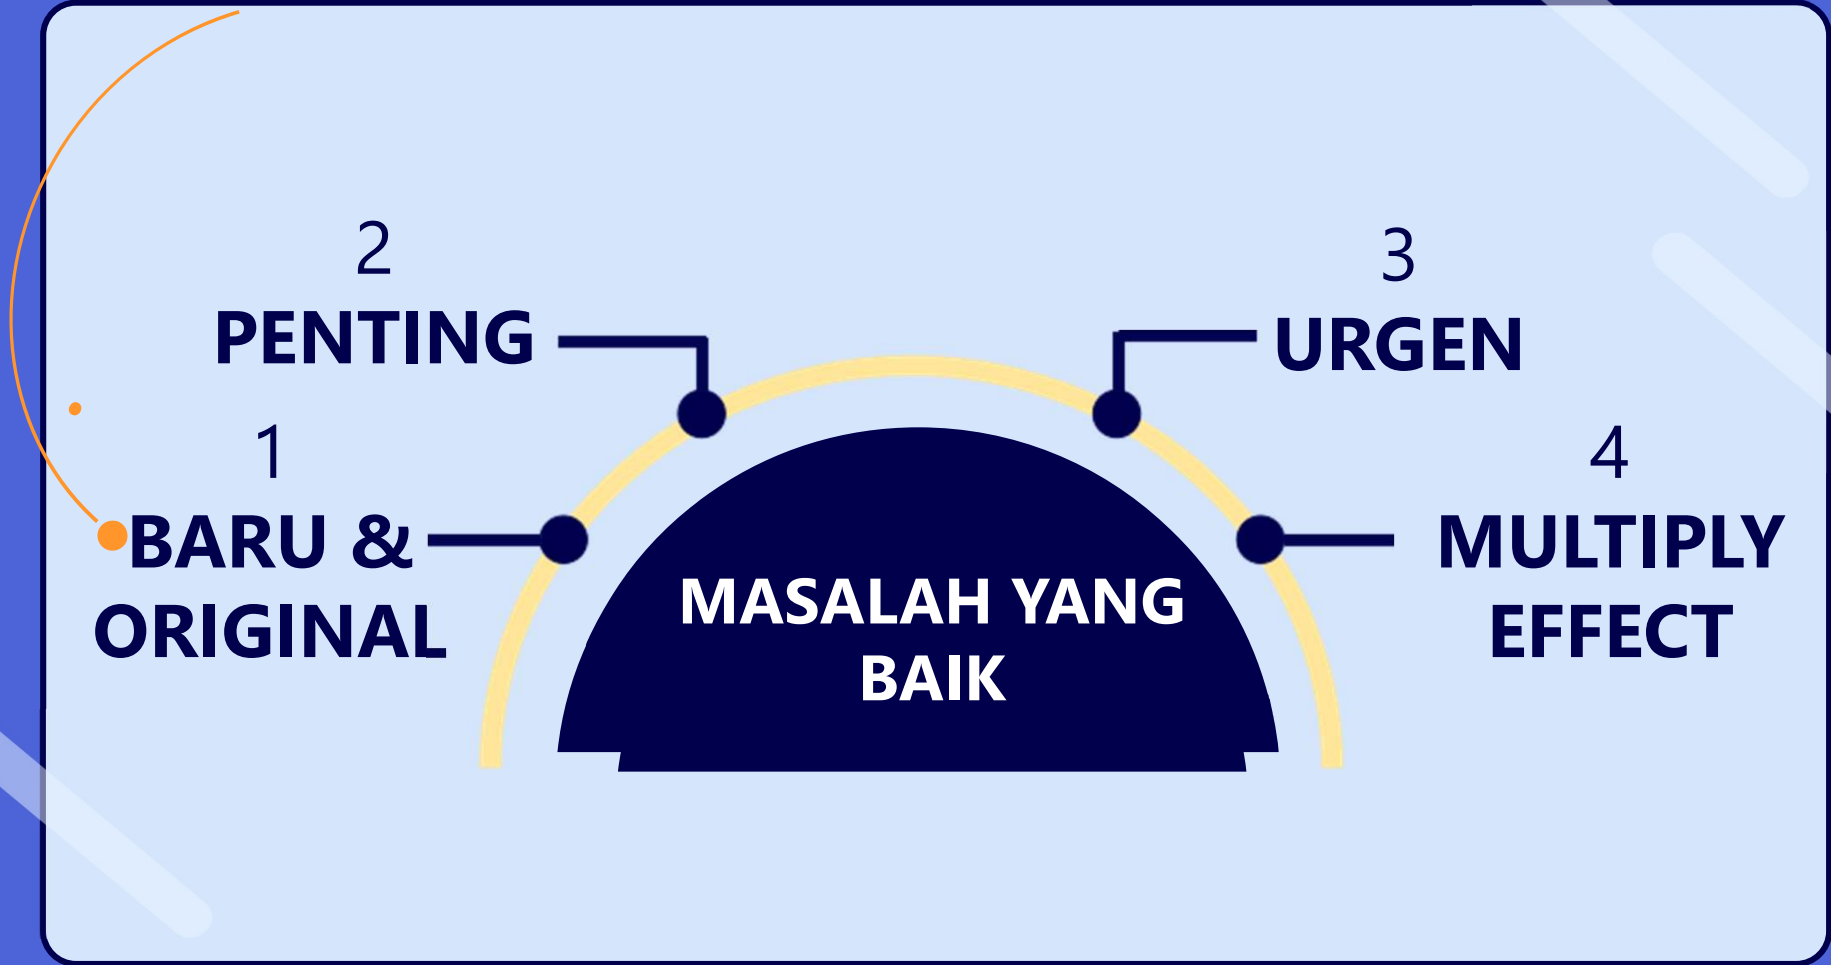 1
BARU &
ORIGINAL
2
PENTING
3
URGEN
4
MULTIPLY
EFFECT
MASALAH YANG
BAIK